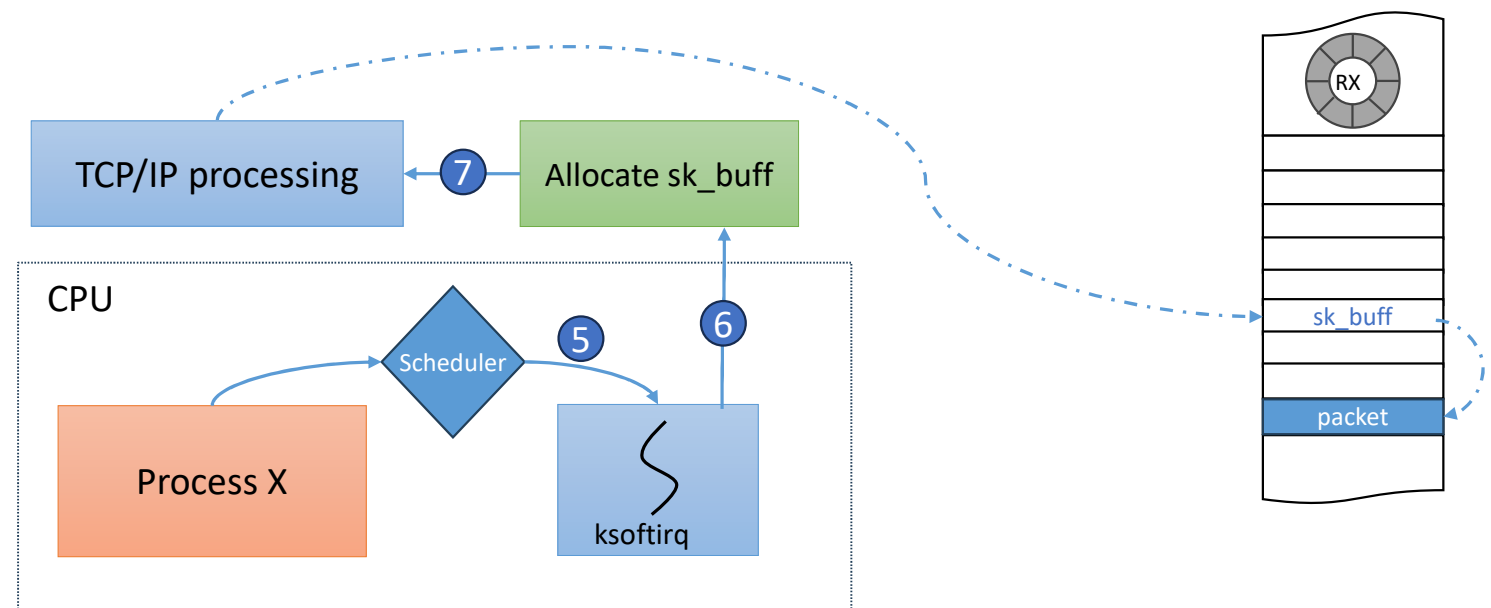 RX
TCP/IP processing
7
Allocate sk_buff
CPU
5
6
sk_buff
Scheduler
packet
Process X
ksoftirq